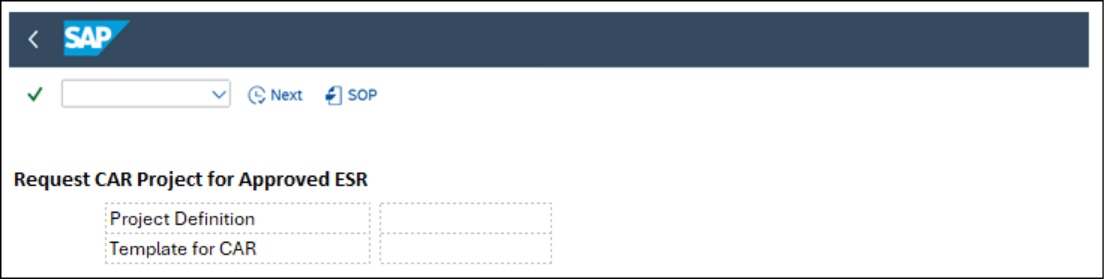 SAP
Next SOP
Request CAR Project for Approved ESR
Project Definition
Template for CAR